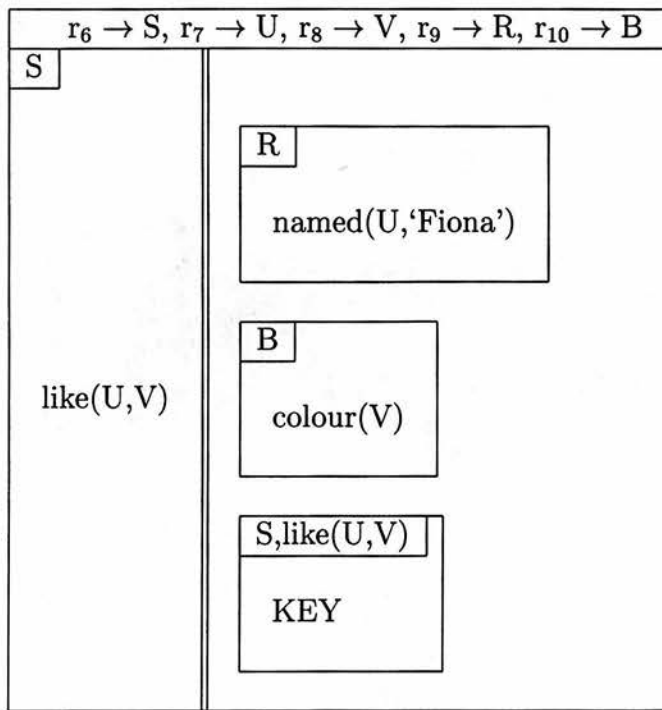 r₆ → S, r₇ → U, r₈ → V, r₉ → R, r₁₀ → B
S
R
named(U,‘Fiona’)
B
like(U,V)
colour(V)
S,like(U,V)
KEY